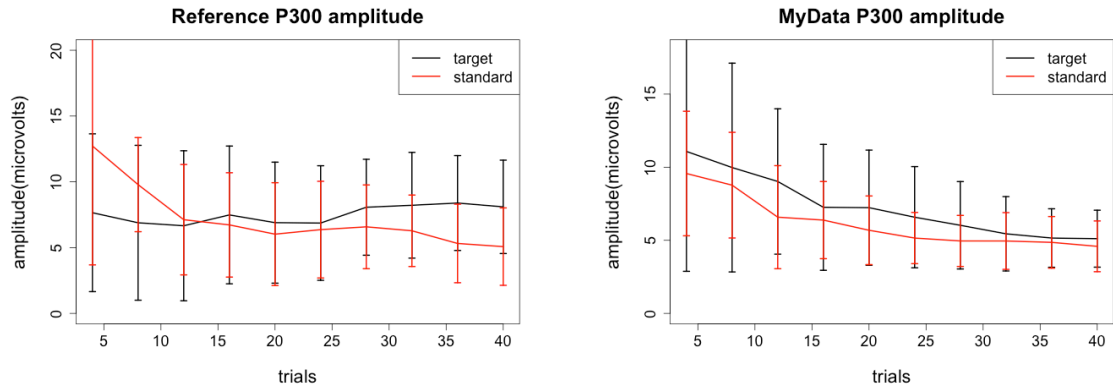 Reference P300 amplitude
target
standard
amplitude(microvolts)
20
15
10
5
0
5 10 15 20 25 30 35 40
trials
MyData P300 amplitude
target
standard
amplitude(microvolts)
15
10
5
0
5 10 15 20 25 30 35 40
trials